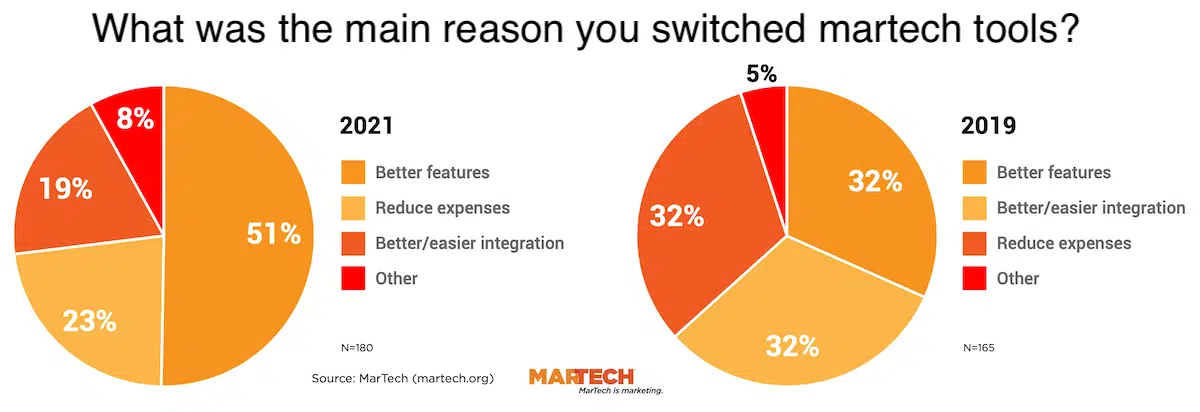 What was the main reason you switched martech tools?
8%
19%
51%
23%
2021
Better features
Reduce expenses
Better/easier integration
Other
N=180
5%
32%
32%
32%
2019
Better features
Better/easier integration
Reduce expenses
Other
N=165
Source: MarTech (martech.org)
MARTECH
MarTech is marketing.